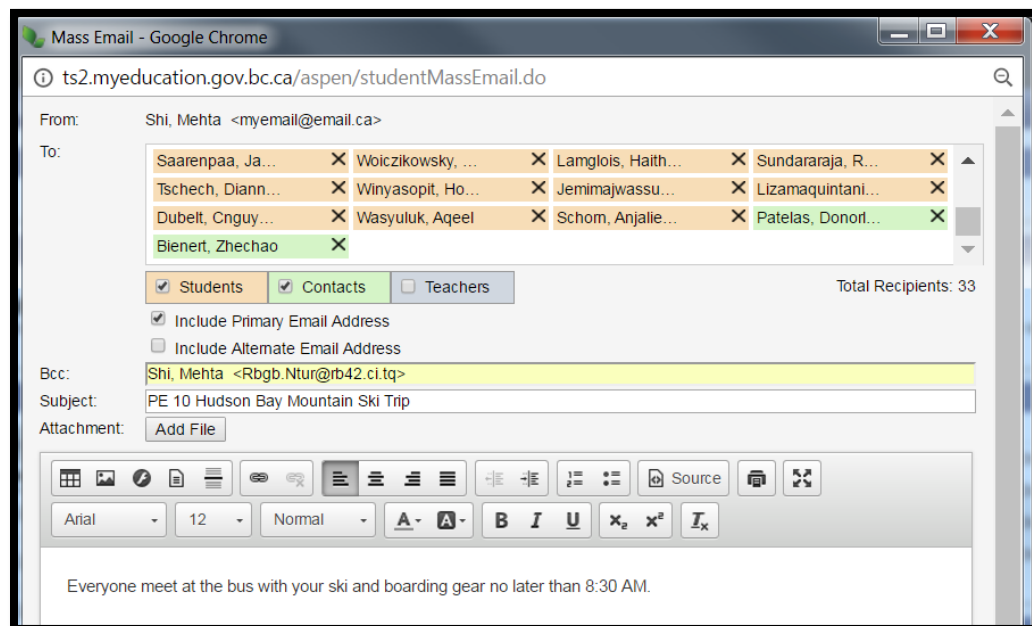 Mass Email - Google Chrome
ts2.myeducation.gov.bc.ca/aspen/studentMassEmail.do
From: Shi, Mehta <myemail@email.ca>
To:
Saarenpaa, Ja... Woiczikowsky, ... Lamglois, Haith... Sundararaja, R...
Tschech, Diann... Winyasopit, Ho... Jemimajwassu... Lizamaquintani...
Dubelt, Cnguy... Wasyuluk, Aqeel Schom, Anjalie... Patelas, Donorl...
Bienert, Zhechao
Students Contacts Teachers Total Recipients: 33
Include Primary Email Address
Include Alternate Email Address
Bcc: Shi, Mehta <Rbgb.Ntur@rb42.ci.tq>
Subject: PE 10 Hudson Bay Mountain Ski Trip
Attachment: Add File
Source
Arial 12 Normal A A B I U x₂ x² Ix
Everyone meet at the bus with your ski and boarding gear no later than 8:30 AM.